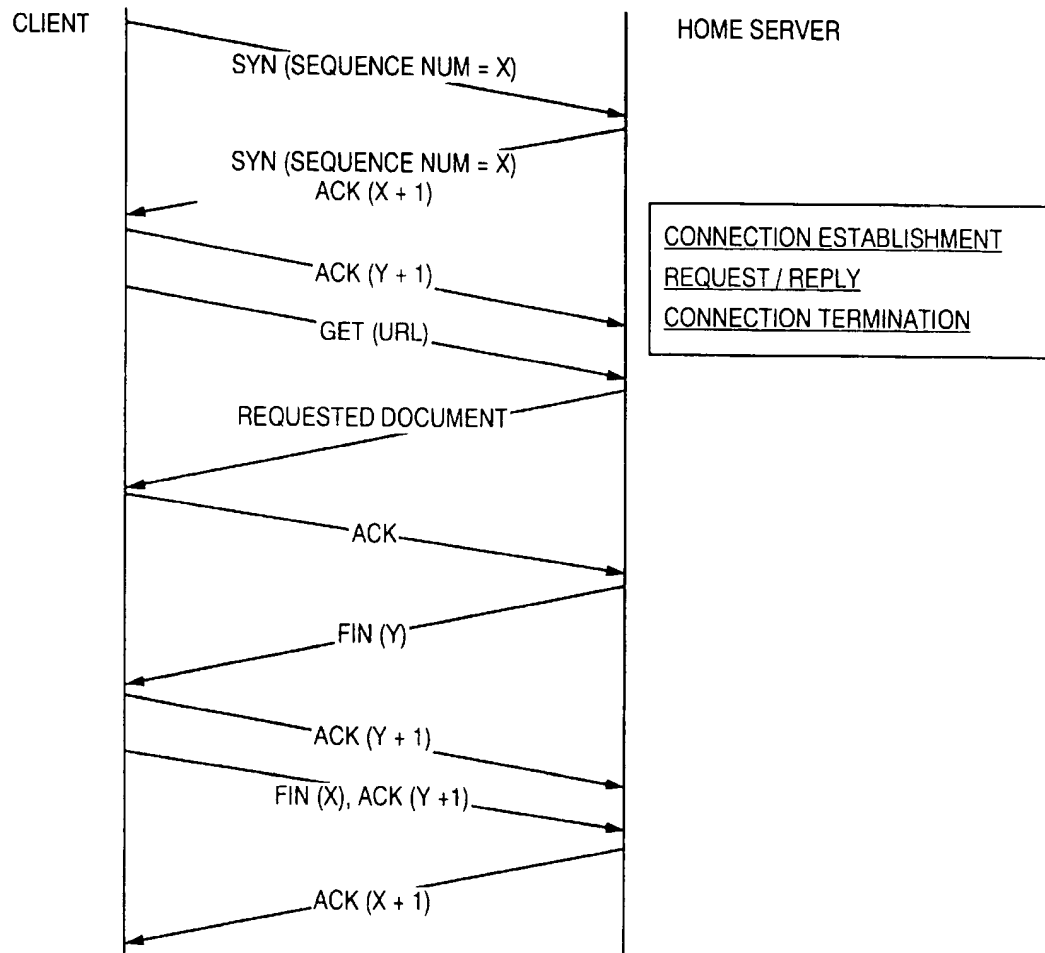 CLIENT
HOME SERVER
SYN (SEQUENCE NUM = X)
SYN (SEQUENCE NUM = X)
ACK (X + 1)
CONNECTION ESTABLISHMENT
REQUEST / REPLY
CONNECTION TERMINATION
ACK (Y + 1)
GET (URL)
REQUESTED DOCUMENT
ACK
FIN (Y)
ACK (Y + 1)
FIN (X), ACK (Y +1)
ACK (X + 1)